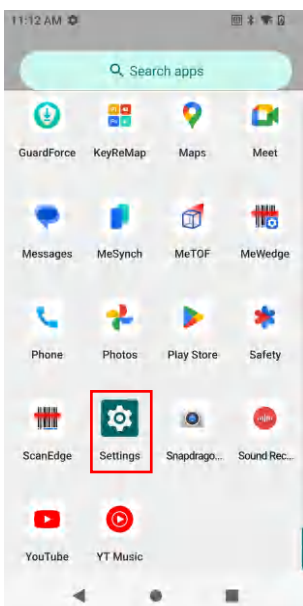 11:12 AM
Search apps
GuardForce KeyReMap Maps Meet
Messages MeSynch MeTOF MeWedge
Phone Photos Play Store Safety
ScanEdge Settings Snapdrago... Sound Rec...
YouTube YT Music